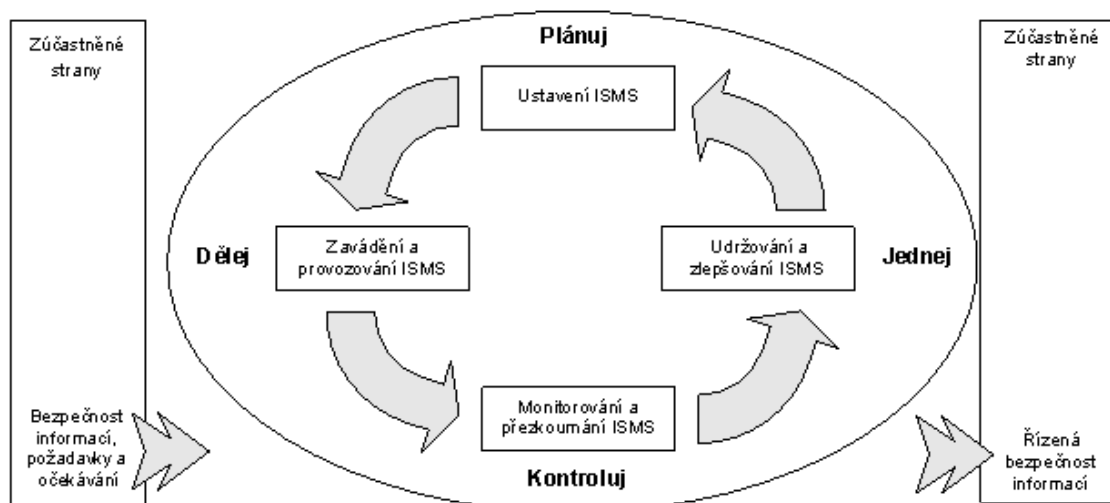 Zúčastněné
strany
Bezpečnost
informací,
požadavky a
očekávání
Plánuj
Ustavení ISMS
Dělej
Zavádění a
provozování ISMS
Udržování a
zlepšování ISMS
Jednej
Monitorování a
přezkoumání ISMS
Kontroluj
Zúčastněné
strany
Řízená
bezpečnost
informací